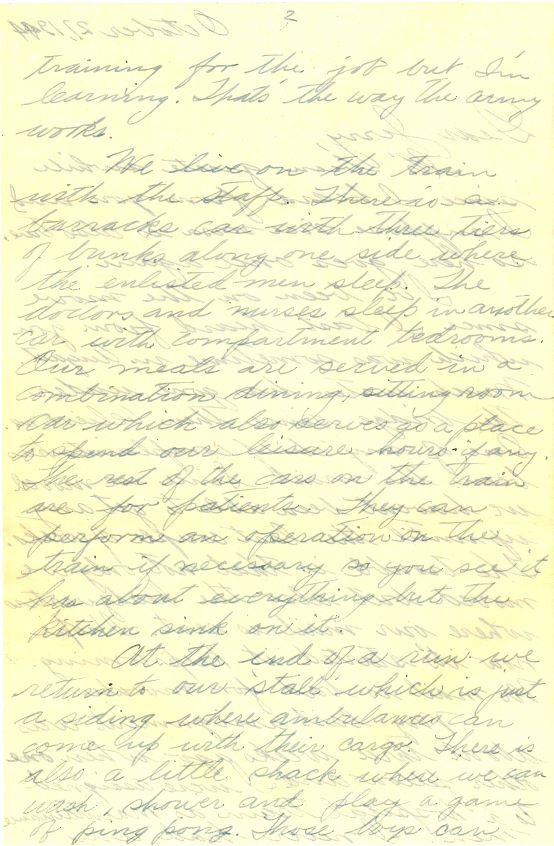 2
training for the job but I'm
learning. That's the way the army
works.
We live on the train
with the staff. There is a
barracks car with three tiers
of bunks along one side where
the enlisted men sleep. The
doctors and nurses sleep in another
car with compartment bedrooms.
Our meals are served in a
combination dining, sitting room
car which also serves as a place
to spend our leisure hours if any.
The rest of the cars on the train
are for patients. They can
perform an operation on the
train if necessary so you see it
has about everything but the
kitchen sink on it.
At the end of a run we
return to our "stall" which is just
a siding where ambulances can
come up with their cargo. There is
also a little shack where we can
wash, shower and play a game
of ping pong. Those boys can